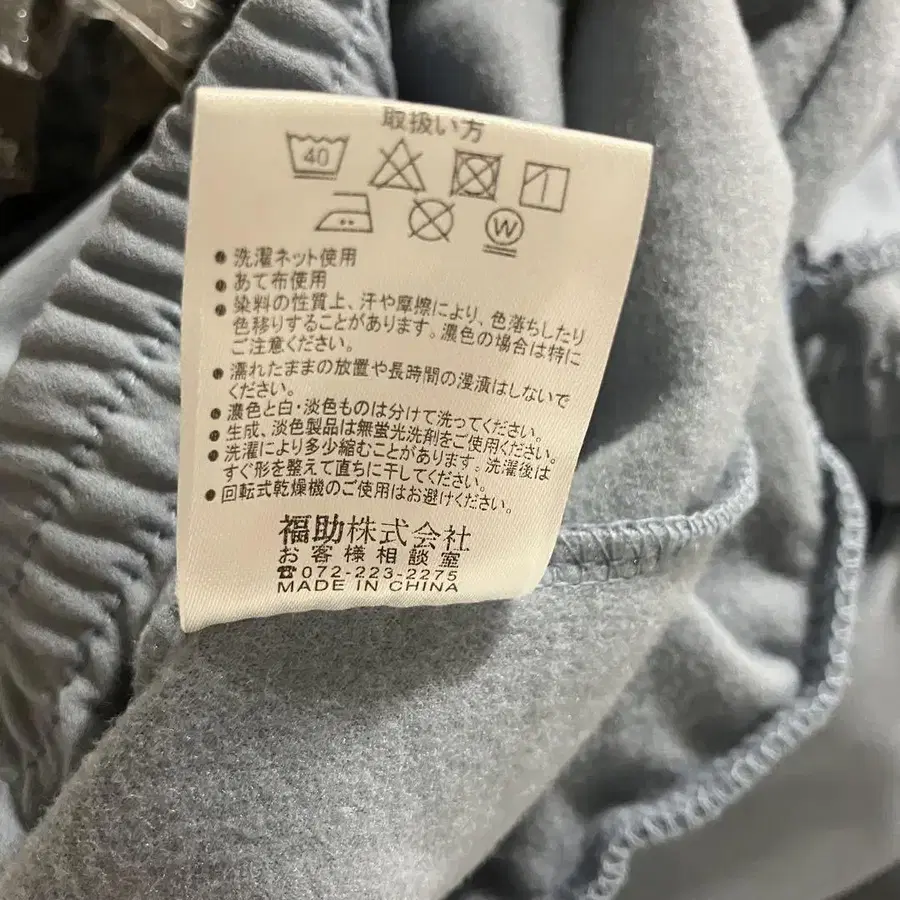 取扱い方
40
W
● 洗濯ネット使用
● あて布使用
● 染料の性質上、汗や摩擦により、色落ちしたり
色移りすることがあります。濃色の場合は特に
ご注意ください。
● 濡れたままの放置や長時間の浸漬はしないで
ください。
● 濃色と白・淡色ものは分けて洗ってください。
● 生成、淡色製品は無蛍光洗剤をご使用ください。
● 洗濯により多少縮むことがあります。洗濯後は
すぐ形を整えて直ちに干してください。
● 回転式乾燥機のご使用はお避けください。
福助株式会社
お客様相談室
☎072-223-2275
MADE IN CHINA